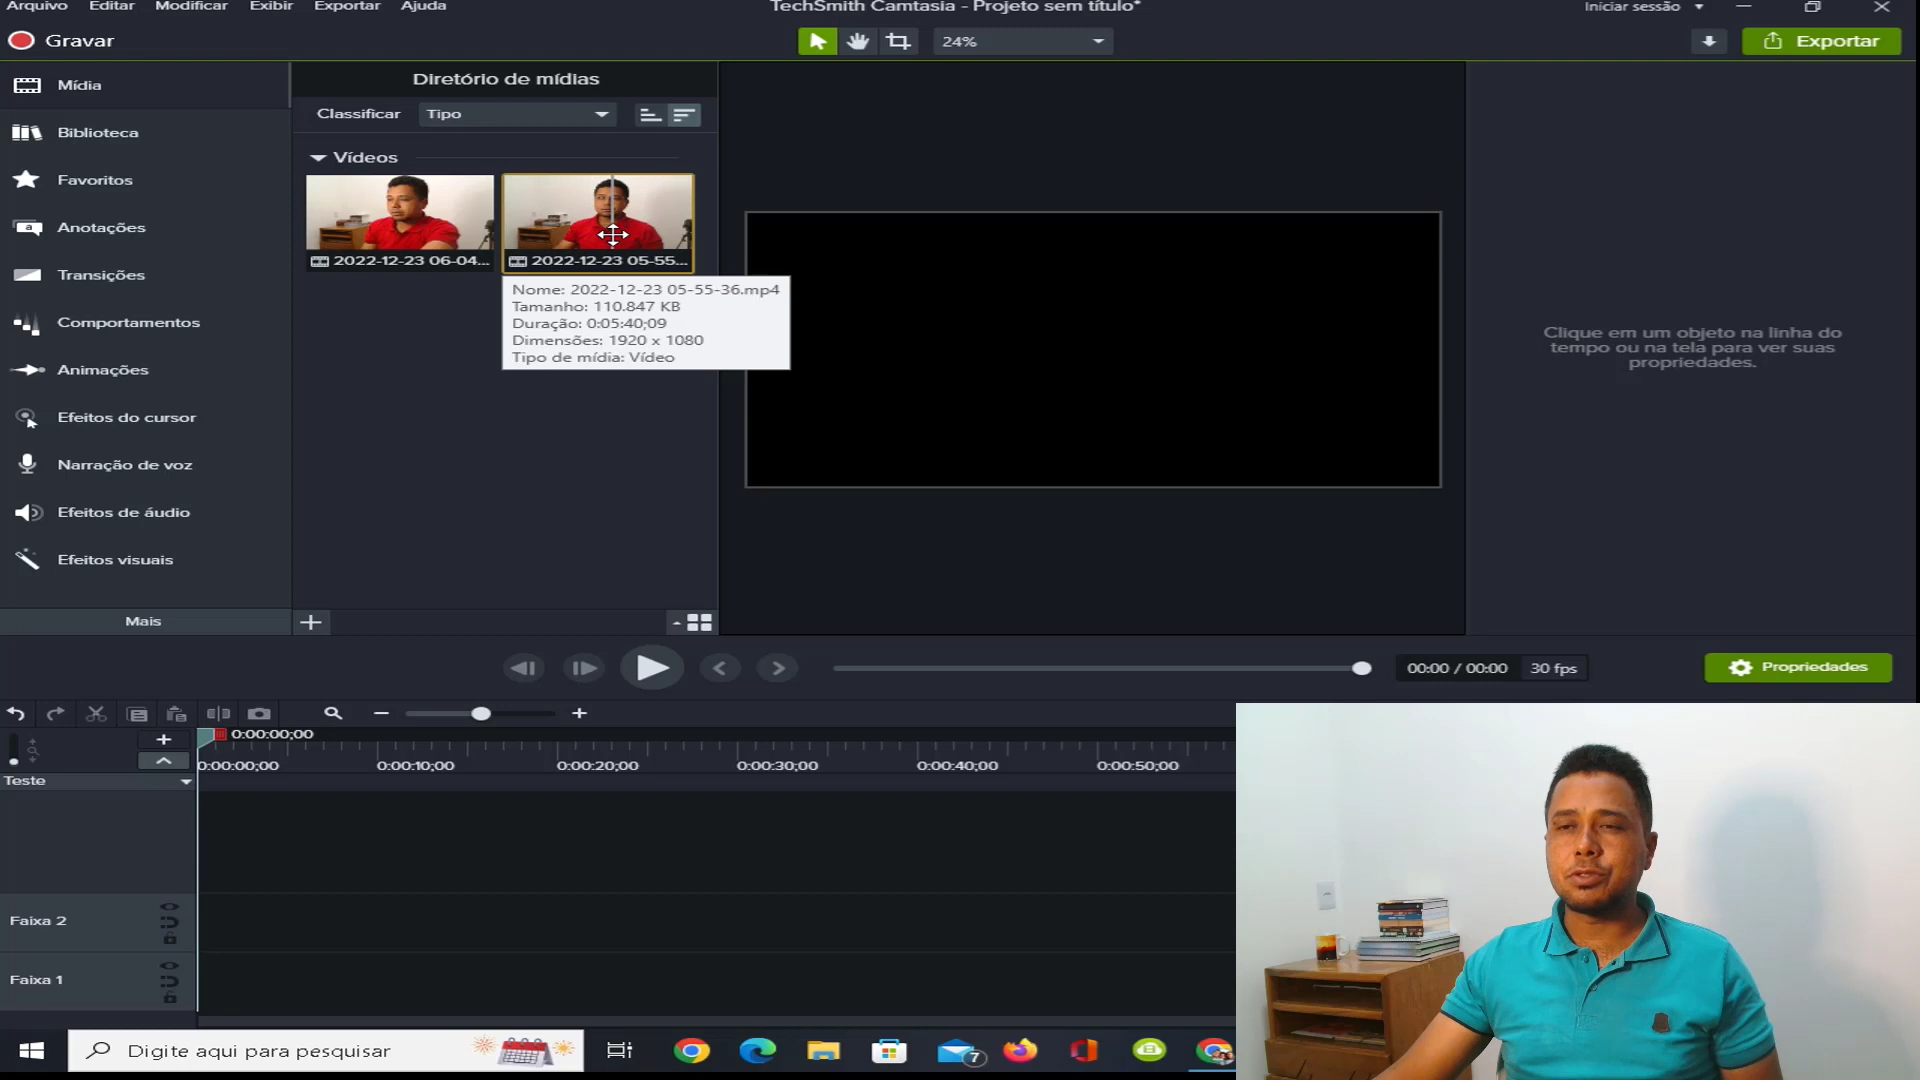 Arquivo Editar Modificar Exibir Exportar Ajuda
TechSmith Camtasia - Projeto sem título*
Iniciar sessão
Gravar
24%
Exportar
Mídia
Biblioteca
Favoritos
Anotações
Transições
Comportamentos
Animações
Efeitos do cursor
Narração de voz
Efeitos de áudio
Efeitos visuais
Mais
Diretório de mídias
Classificar Tipo
Vídeos
2022-12-23 06-04...
2022-12-23 05-55...
Nome: 2022-12-23 05-55-36.mp4
Tamanho: 110.847 KB
Duração: 0:05:40;09
Dimensões: 1920 x 1080
Tipo de mídia: Vídeo
Clique em um objeto na linha do
tempo ou na tela para ver suas
propriedades.
00:00 / 00:00 30 fps
Propriedades
0:00:00;00
0:00:00;00 0:00:10;00 0:00:20;00 0:00:30;00 0:00:40;00 0:00:50;00
Teste
Faixa 2
Faixa 1
Digite aqui para pesquisar
7